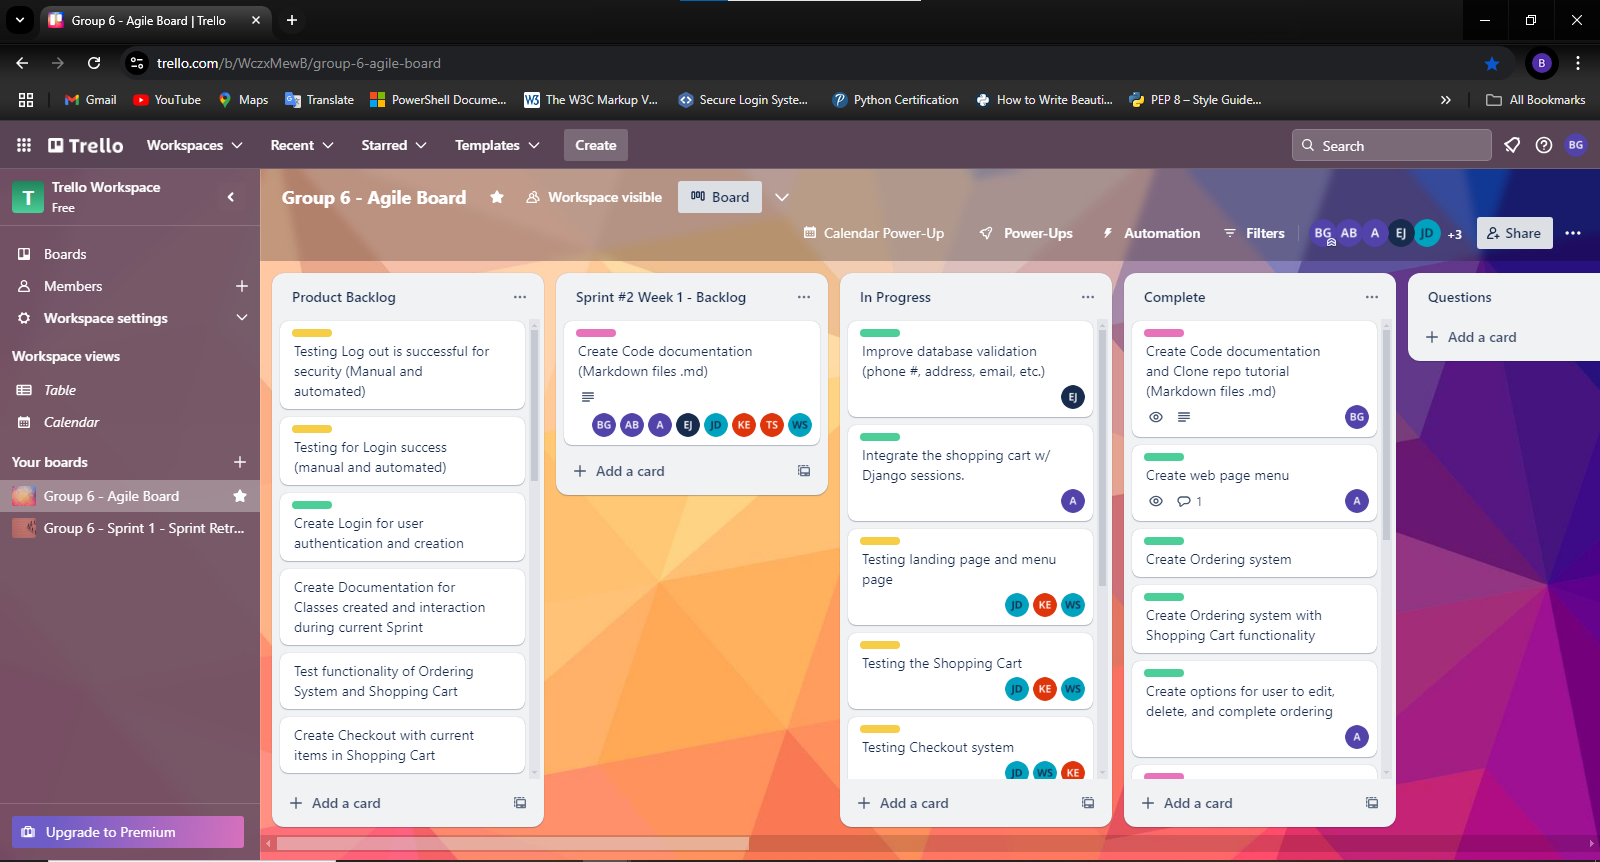 Group 6 - Agile Board | Trello
trello.com/b/WczxMewB/group-6-agile-board
B
Gmail
YouTube
Maps
Translate
PowerShell Docume...
The W3C Markup V...
Secure Login Syste...
Python Certification
How to Write Beauti...
PEP 8 – Style Guide...
All Bookmarks
Trello
Workspaces
Recent
Starred
Templates
Create
Search
BG
T
Trello Workspace
Free
Boards
Members
Workspace settings
Workspace views
Table
Calendar
Your boards
Group 6 - Agile Board
Group 6 - Sprint 1 - Sprint Retr...
Upgrade to Premium
Group 6 - Agile Board
Workspace visible
Board
Calendar Power-Up
Power-Ups
Automation
Filters
BG AB A EJ JD +3
Share
Product Backlog
Testing Log out is successful for
security (Manual and
automated)
Testing for Login success
(manual and automated)
Create Login for user
authentication and creation
Create Documentation for
Classes created and interaction
during current Sprint
Test functionality of Ordering
System and Shopping Cart
Create Checkout with current
items in Shopping Cart
Add a card
Sprint #2 Week 1 - Backlog
Create Code documentation
(Markdown files .md)
BG AB A EJ JD KE TS WS
Add a card
In Progress
Improve database validation
(phone #, address, email, etc.)
EJ
Integrate the shopping cart w/
Django sessions.
A
Testing landing page and menu
page
JD KE WS
Testing the Shopping Cart
JD KE WS
Testing Checkout system
JD WS KE
Add a card
Complete
Create Code documentation
and Clone repo tutorial
(Markdown files .md)
BG
Create web page menu
1
A
Create Ordering system
Create Ordering system with
Shopping Cart functionality
Create options for user to edit,
delete, and complete ordering
A
Add a card
Questions
Add a card